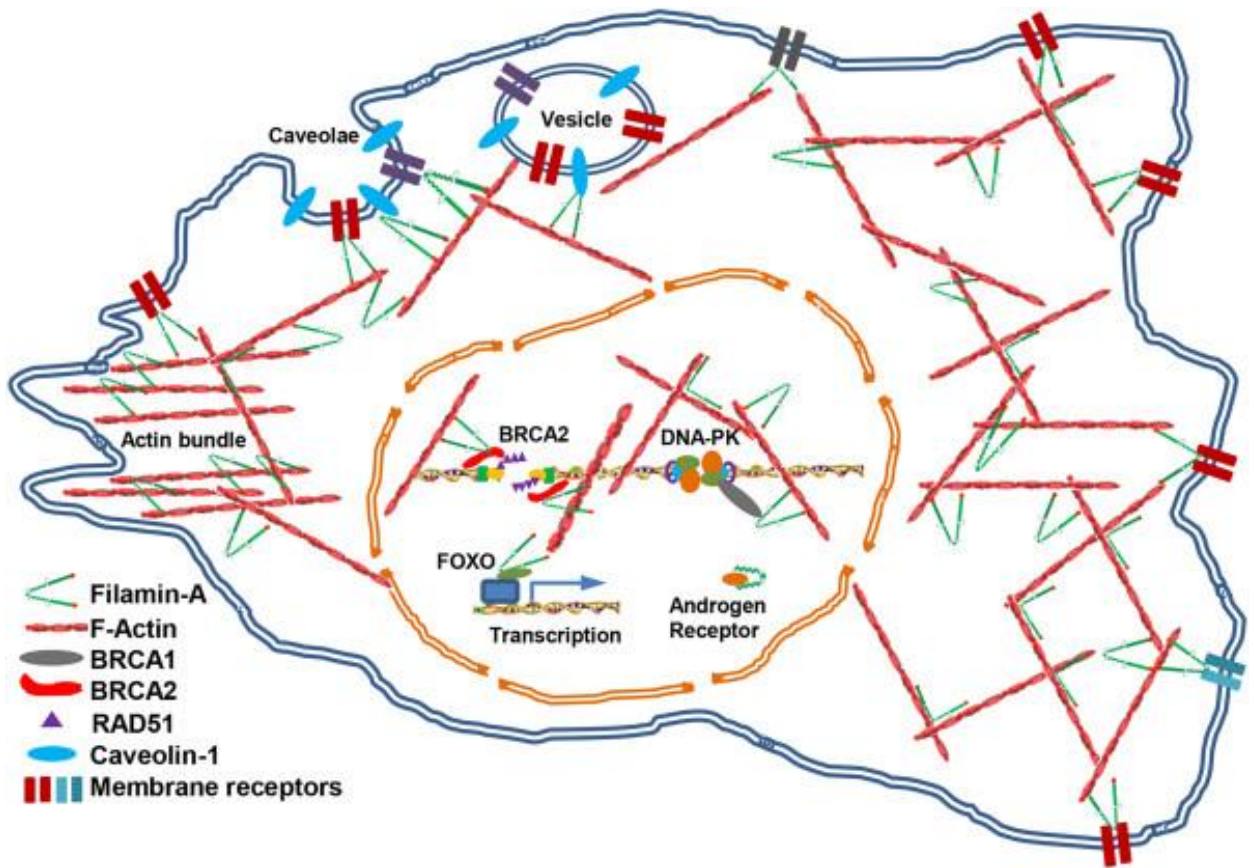 Caveolae
Vesicle
Actin bundle
BRCA2
DNA-PK
FOXO
Transcription
Androgen
Receptor
Filamin-A
F-Actin
BRCA1
BRCA2
RAD51
Caveolin-1
Membrane receptors